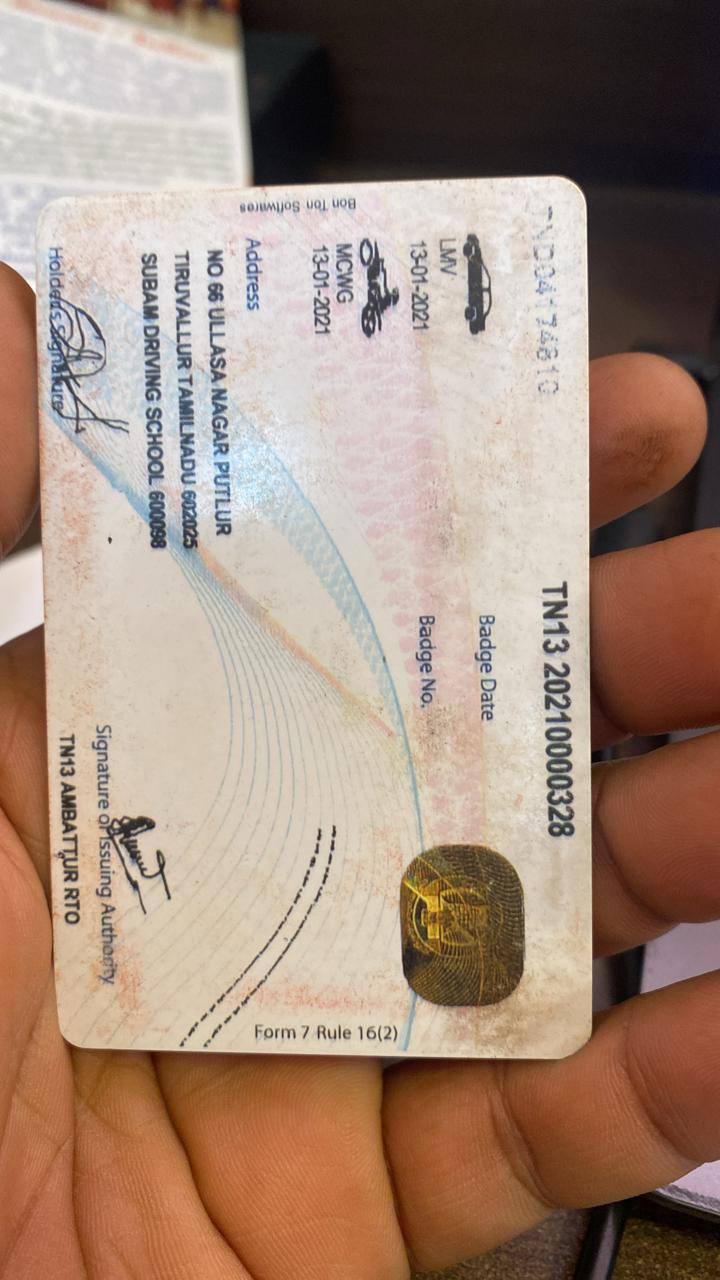 TN13 20210000328
LMV
13-01-2021
Badge Date
MCWG
13-01-2021
Badge No.
Address
NO 66 ULLASA NAGAR PUTLUR
TIRUVALLUR TAMILNADU 602025
SUBAM DRIVING SCHOOL 600098
Holder's Signature
Signature of Issuing Authority
TN13 AMBATTUR RTO
Form 7 Rule 16(2)
Bon Ton Softwares